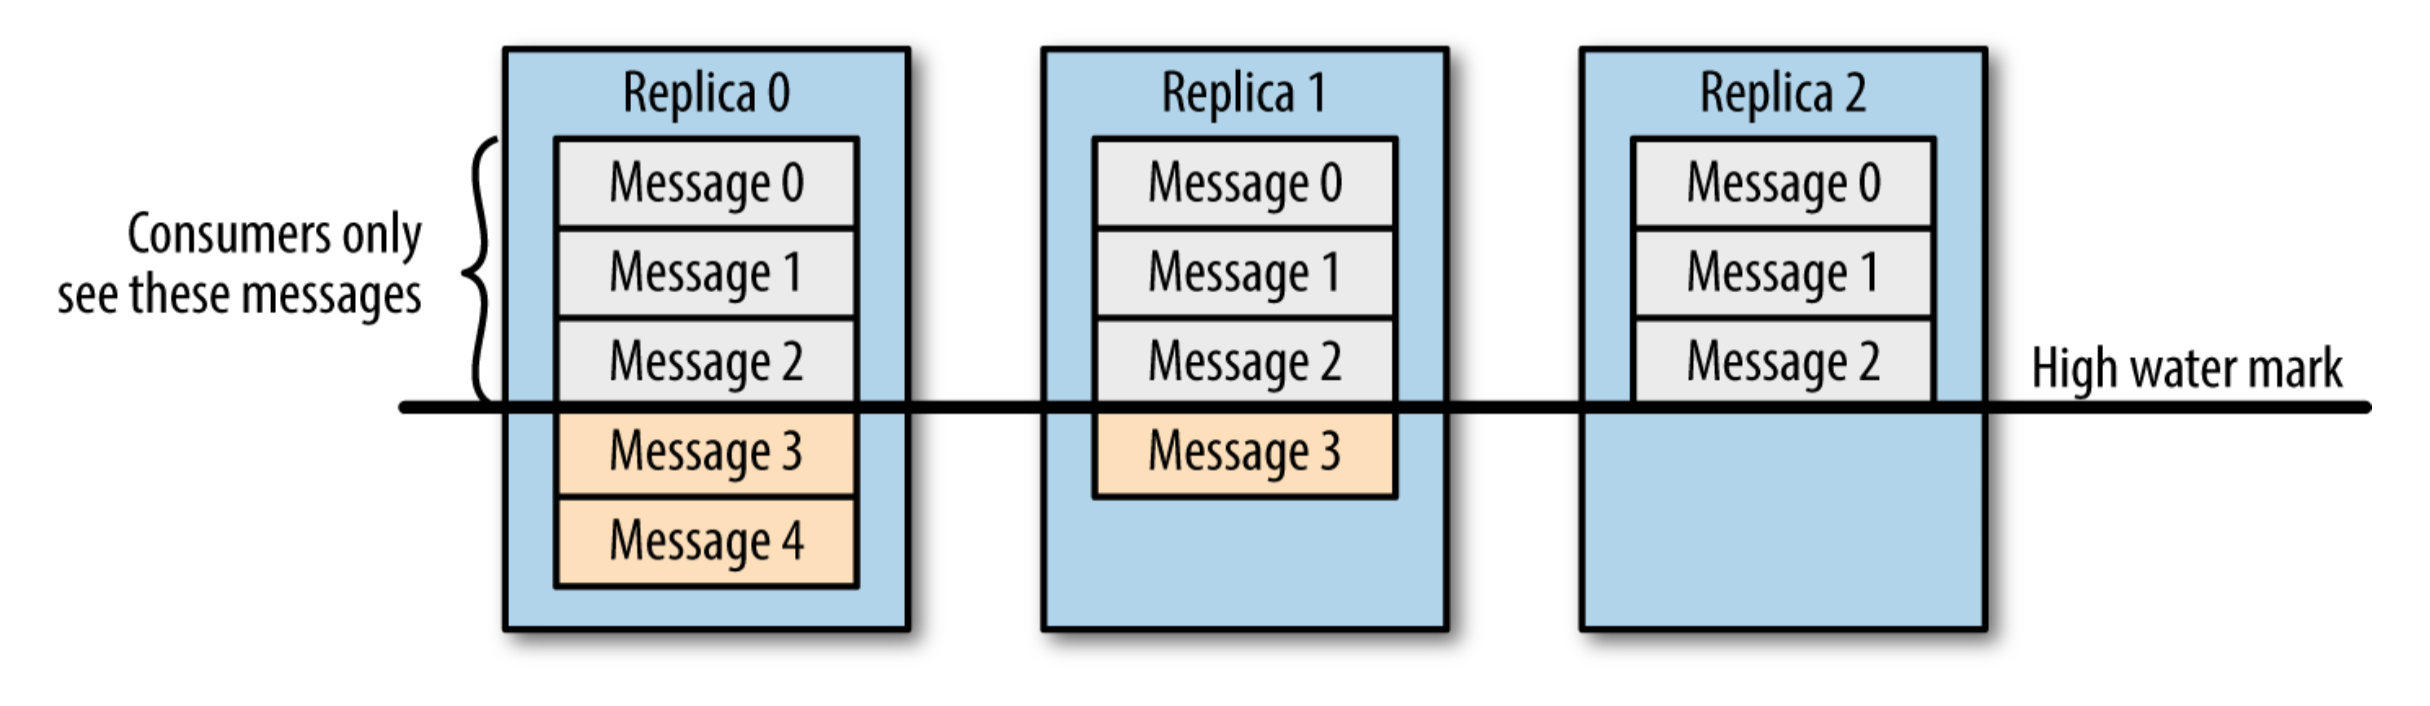 Consumers only
see these messages
Replica 0
Message 0
Message 1
Message 2
Message 3
Message 4
Replica 1
Message 0
Message 1
Message 2
Message 3
Replica 2
Message 0
Message 1
Message 2
High water mark